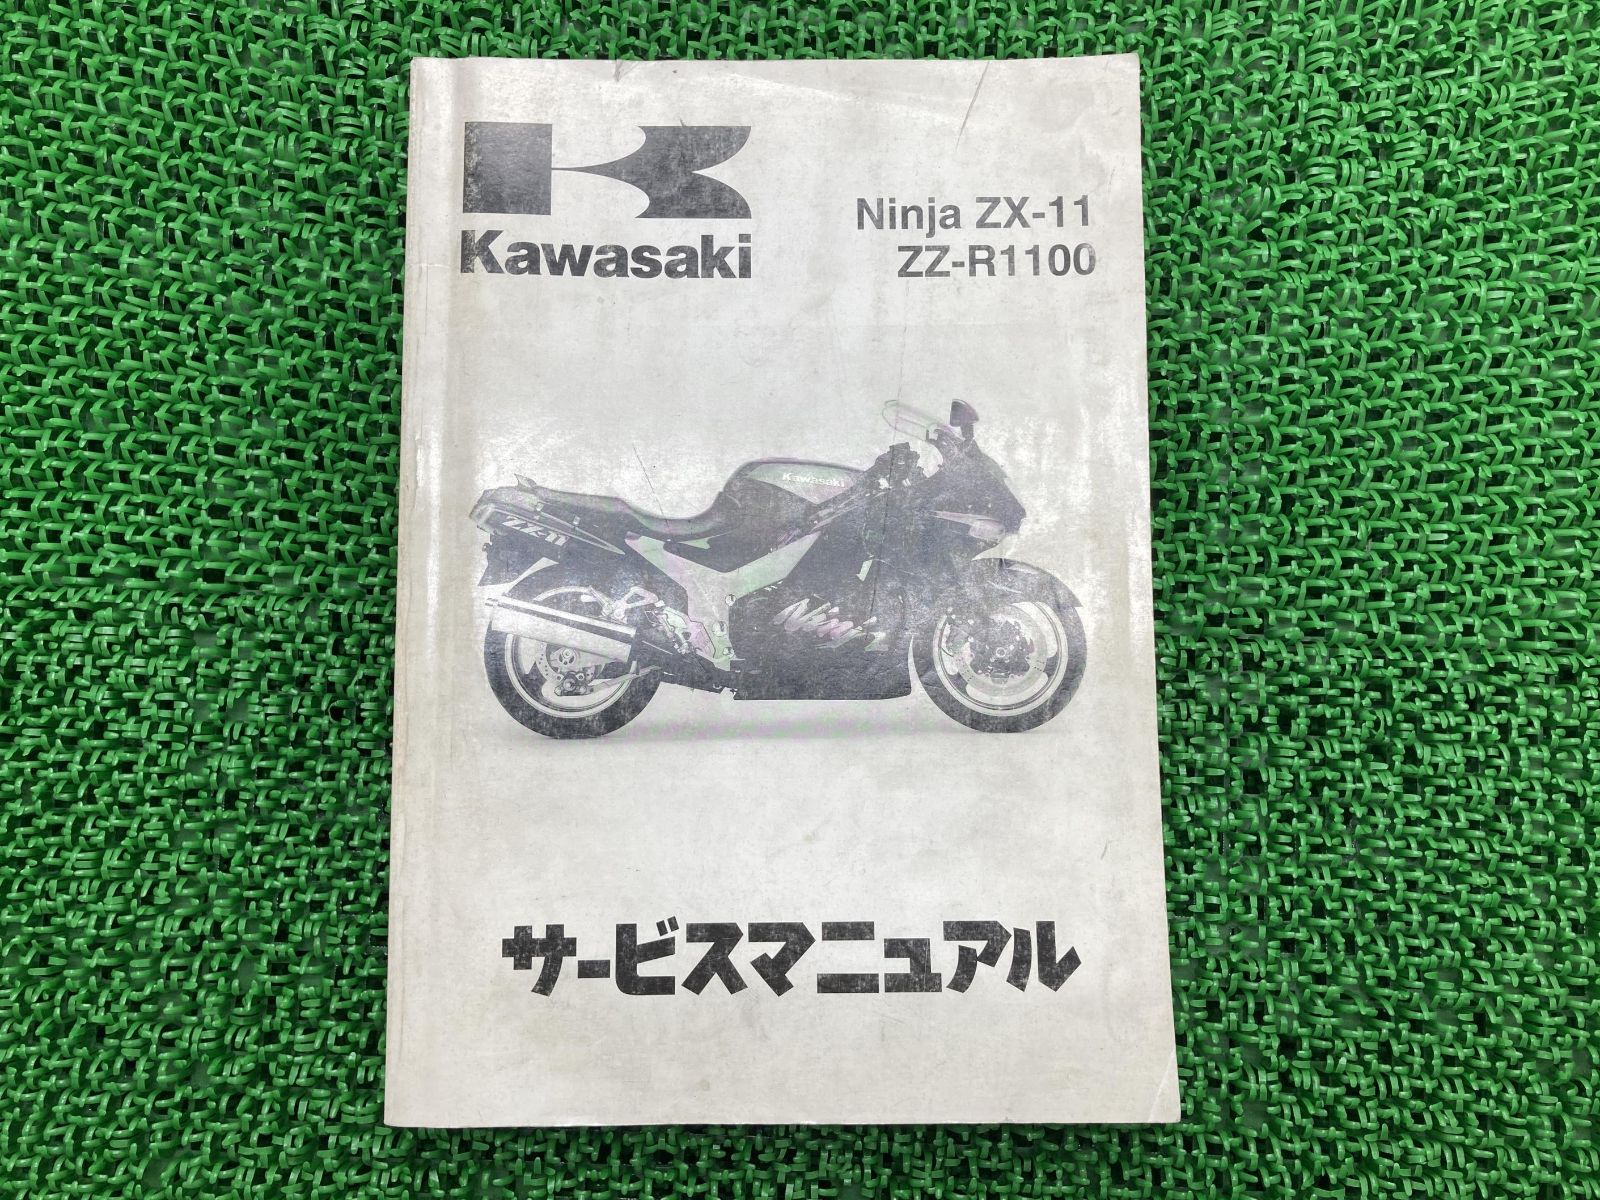 Kawasaki
Ninja ZX-11
ZZ-R1100
Kawasaki
ZX-11
Ninja
サービスマニュアル